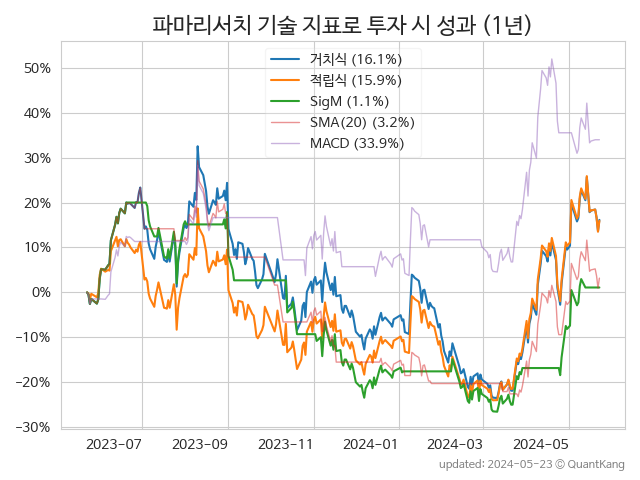 파마리서치 기술 지표로 투자 시 성과 (1년)
거치식 (16.1%)
적립식 (15.9%)
SigM (1.1%)
SMA(20) (3.2%)
MACD (33.9%)
50%
40%
30%
20%
10%
0%
−10%
−20%
−30%
2023-07
2023-09
2023-11
2024-01
2024-03
2024-05
updated: 2024-05-23 © QuantKang